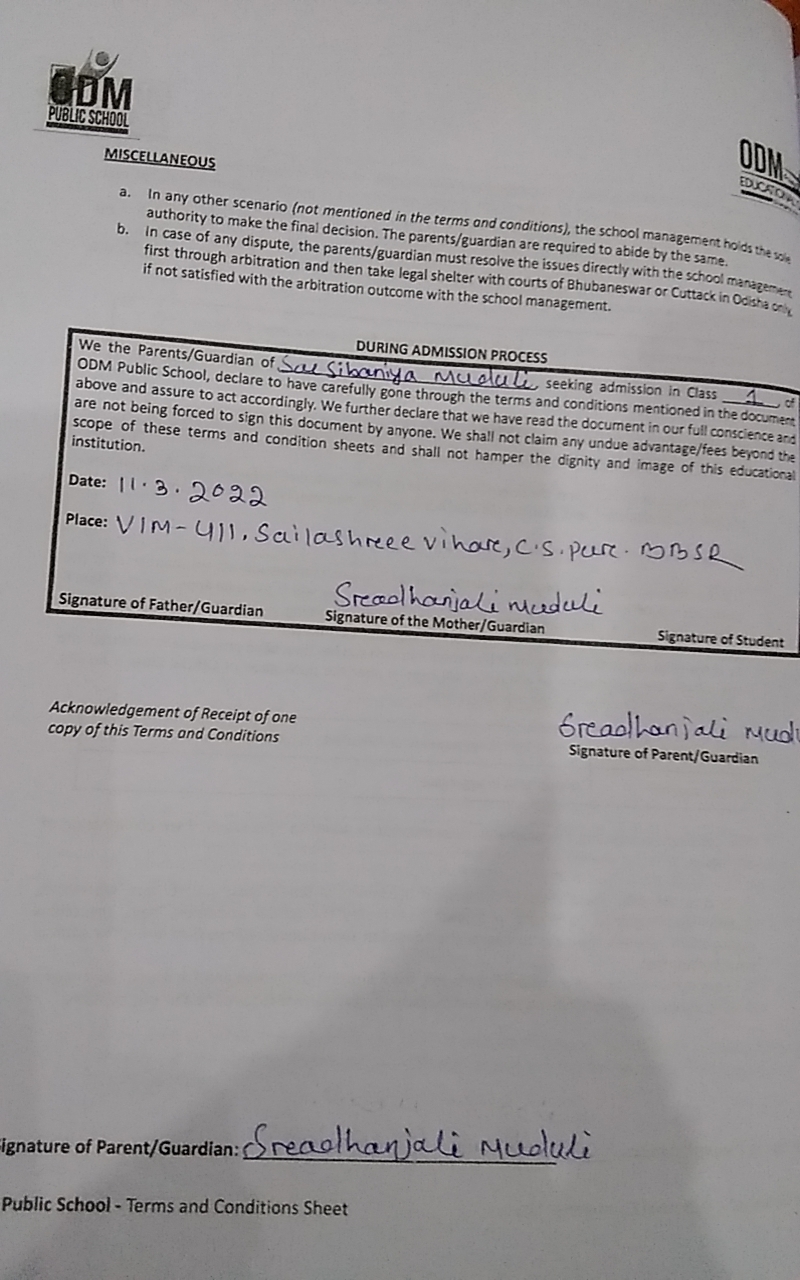 ODM
PUBLIC SCHOOL
ODM
EDUCATIONAL
MISCELLANEOUS
a. In any other scenario (not mentioned in the terms and conditions), the school management holds the sole
authority to make the final decision. The parents/guardian are required to abide by the same.
b. In case of any dispute, the parents/guardian must resolve the issues directly with the school management
first through arbitration and then take legal shelter with courts of Bhubaneswar or Cuttack in Odisha only,
if not satisfied with the arbitration outcome with the school management.
DURING ADMISSION PROCESS
We the Parents/Guardian of Sai Sibaniya Muduli, seeking admission in Class 1, of
ODM Public School, declare to have carefully gone through the terms and conditions mentioned in the document
above and assure to act accordingly. We further declare that we have read the document in our full conscience and
are not being forced to sign this document by anyone. We shall not claim any undue advantage/fees beyond the
scope of these terms and condition sheets and shall not hamper the dignity and image of this educational
institution.
Date: 11.3.2022
Place: VIM-411, Sailashreee vihar, C.S. pur. BBSR
Sreadhanjali Muduli
Signature of Father/Guardian Signature of the Mother/Guardian Signature of Student
Acknowledgement of Receipt of one
copy of this Terms and Conditions
Sreadhanjali Mudu
Signature of Parent/Guardian
ignature of Parent/Guardian: Sreadhanjali Muduli
Public School - Terms and Conditions Sheet